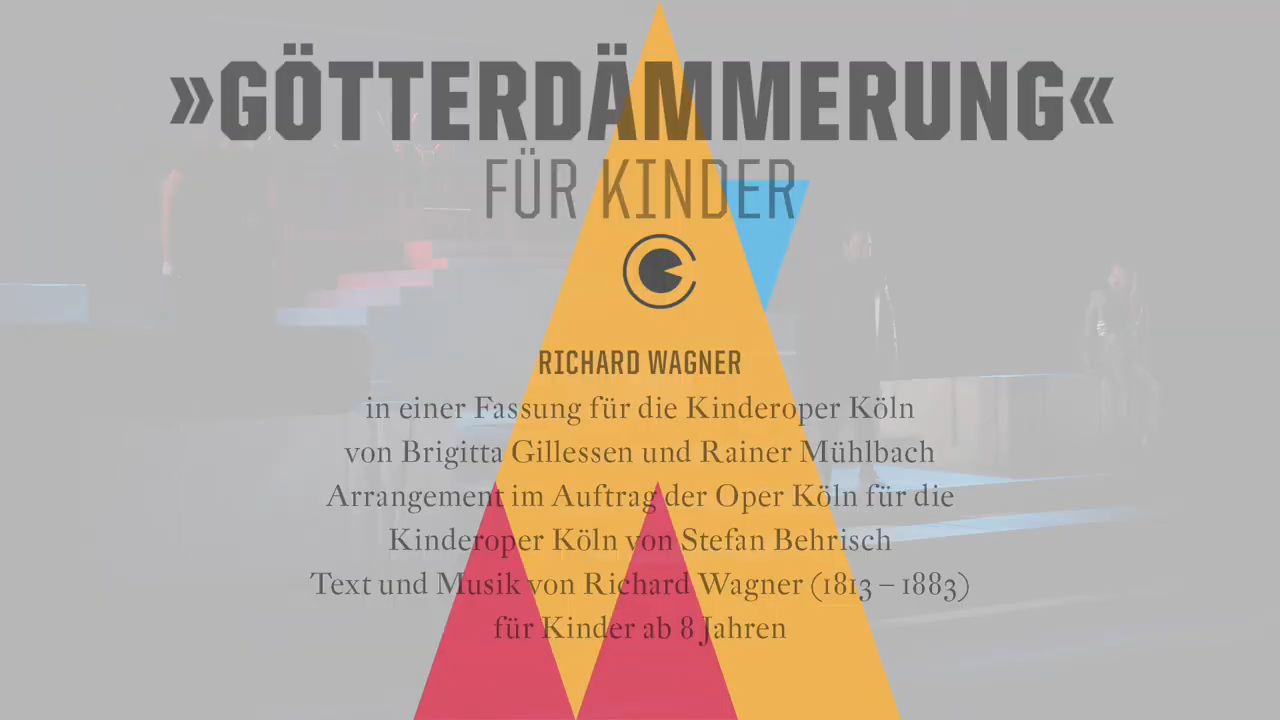 »GÖTTERDÄMMERUNG«
FÜR KINDER
RICHARD WAGNER
in einer Fassung für die Kinderoper Köln
von Brigitta Gillessen und Rainer Mühlbach
Arrangement im Auftrag der Oper Köln für die
Kinderoper Köln von Stefan Behrisch
Text und Musik von Richard Wagner (1813 – 1883)
für Kinder ab 8 Jahren